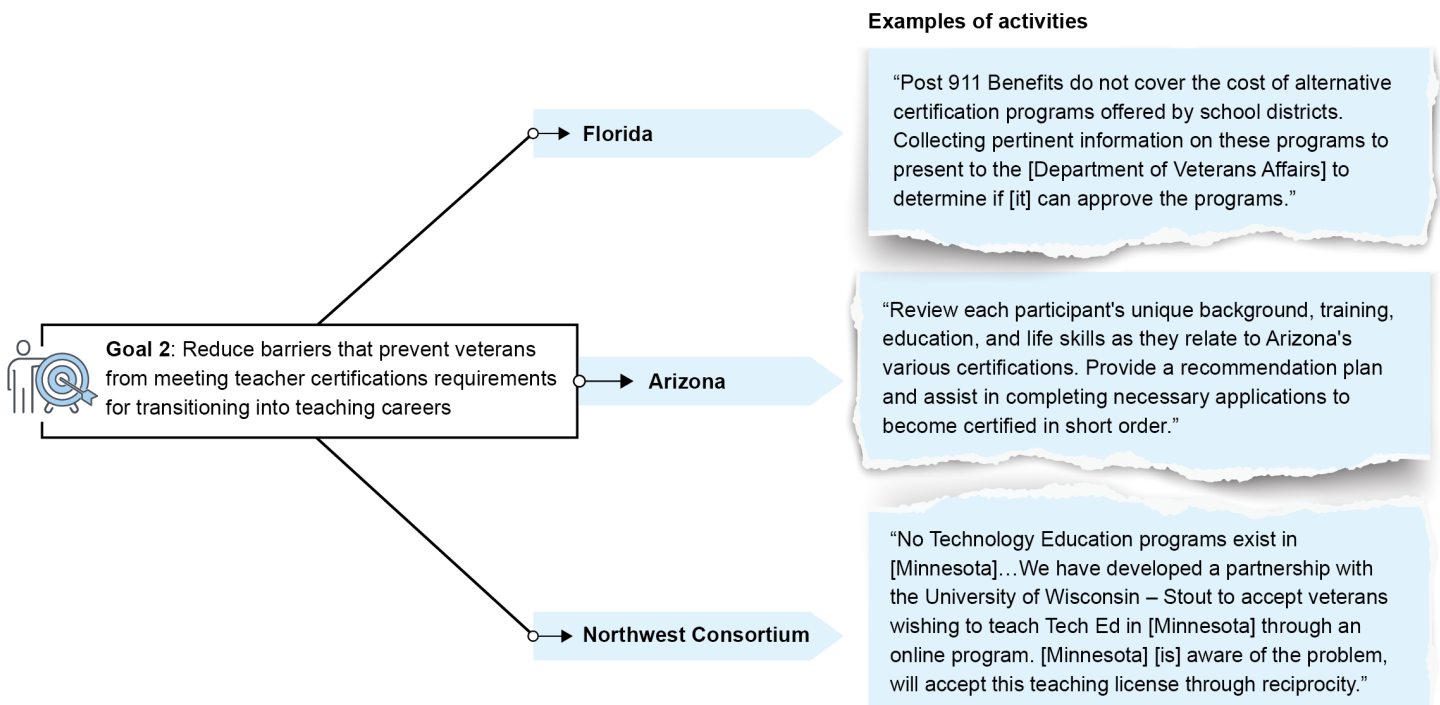 Examples of activities
“Post 911 Benefits do not cover the cost of alternative
certification programs offered by school districts.
Collecting pertinent information on these programs to
present to the [Department of Veterans Affairs] to
determine if [it] can approve the programs.”
Florida
Goal 2: Reduce barriers that prevent veterans
from meeting teacher certifications requirements
for transitioning into teaching careers
Arizona
“Review each participant's unique background, training,
education, and life skills as they relate to Arizona's
various certifications. Provide a recommendation plan
and assist in completing necessary applications to
become certified in short order.”
Northwest Consortium
“No Technology Education programs exist in
[Minnesota]…We have developed a partnership with
the University of Wisconsin – Stout to accept veterans
wishing to teach Tech Ed in [Minnesota] through an
online program. [Minnesota] [is] aware of the problem,
will accept this teaching license through reciprocity.”